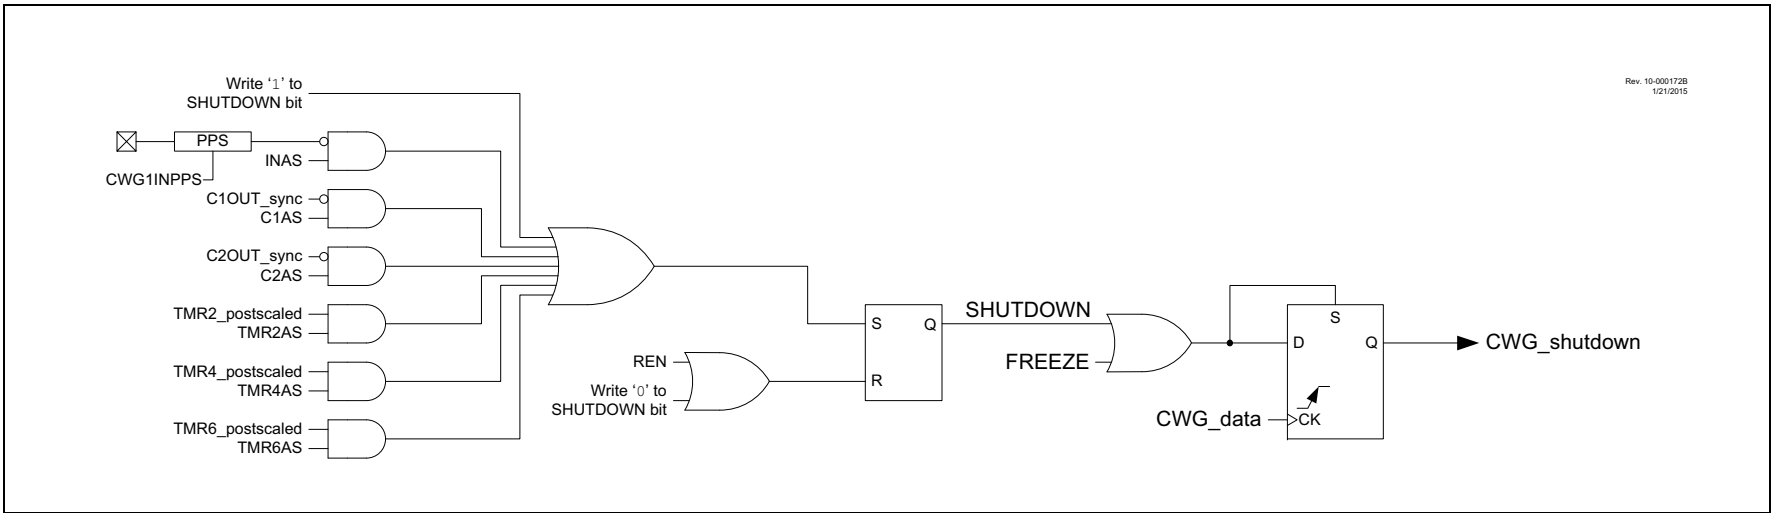 Rev. 10-000172B
1/21/2015
Write ‘1’ to
SHUTDOWN bit
PPS
INAS
CWG1INPPS
C1OUT_sync
C1AS
C2OUT_sync
C2AS
TMR2_postscaled
TMR2AS
TMR4_postscaled
TMR4AS
TMR6_postscaled
TMR6AS
REN
Write ‘0’ to
SHUTDOWN bit
S
Q
R
SHUTDOWN
FREEZE
S
D
Q
CWG_data
CK
CWG_shutdown